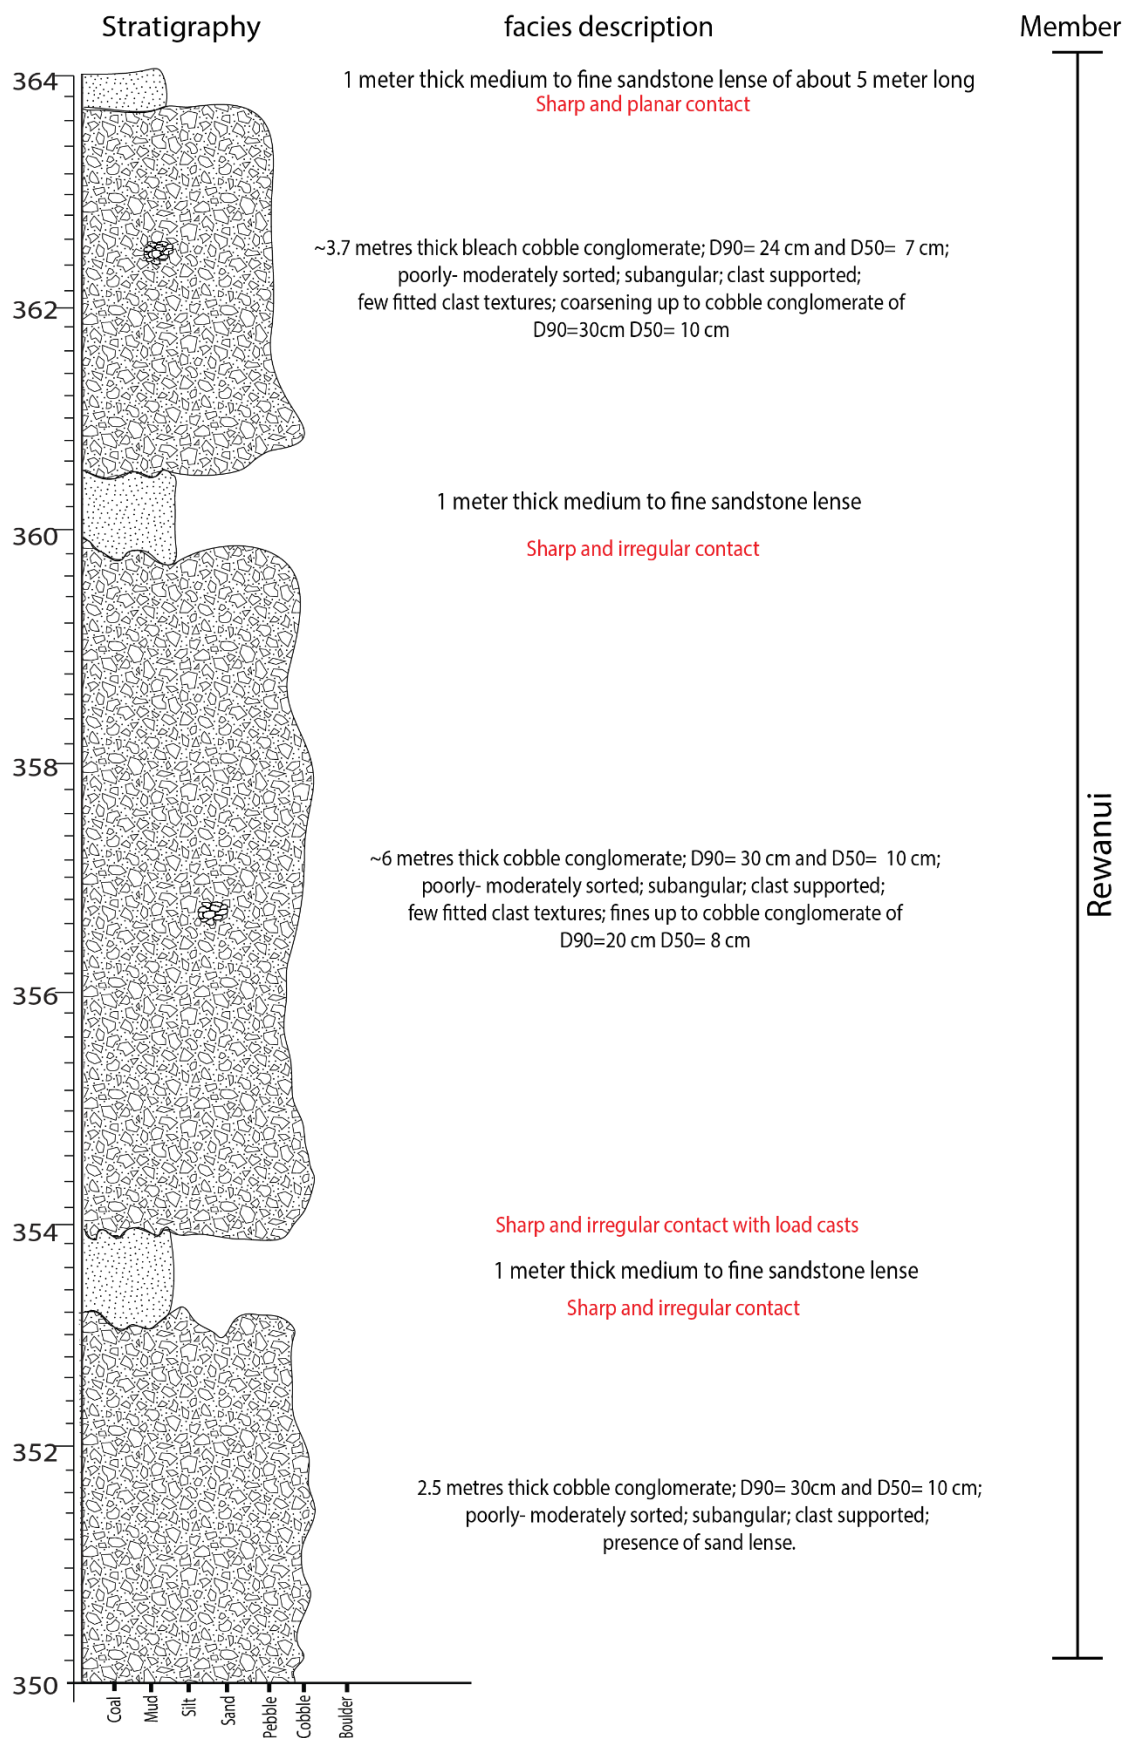 Stratigraphy facies description Member
364
1 meter thick medium to fine sandstone lense of about 5 meter long
Sharp and planar contact
~3.7 metres thick bleach cobble conglomerate; D90= 24 cm and D50= 7 cm;
poorly- moderately sorted; subangular; clast supported;
few fitted clast textures; coarsening up to cobble conglomerate of
D90=30cm D50= 10 cm
362
1 meter thick medium to fine sandstone lense
360
Sharp and irregular contact
358
Rewanui
~6 metres thick cobble conglomerate; D90= 30 cm and D50= 10 cm;
poorly- moderately sorted; subangular; clast supported;
few fitted clast textures; fines up to cobble conglomerate of
D90=20 cm D50= 8 cm
356
354
Sharp and irregular contact with load casts
1 meter thick medium to fine sandstone lense
Sharp and irregular contact
352
2.5 metres thick cobble conglomerate; D90= 30cm and D50= 10 cm;
poorly- moderately sorted; subangular; clast supported;
presence of sand lense.
350
Coal
Mud
Silt
Sand
Pebble
Cobble
Boulder